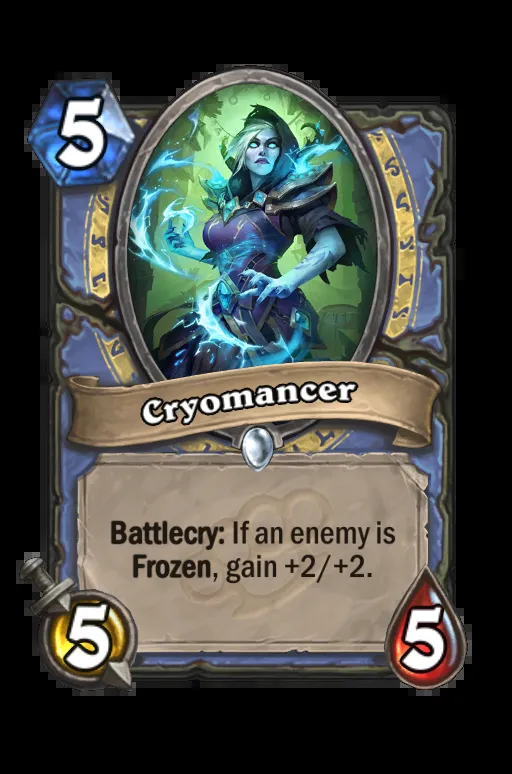 5
Cryomancer
Battlecry: If an enemy is
Frozen, gain +2/+2.
5
5